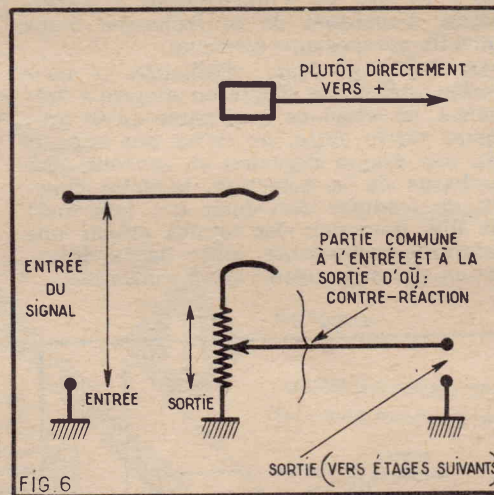 PLUTÔT DIRECTEMENT
VERS +
ENTRÉE
DU
SIGNAL
PARTIE COMMUNE
À L'ENTRÉE ET À LA
SORTIE D'OÙ:
CONTRE-RÉACTION
ENTRÉE
SORTIE
SORTIE (VERS ÉTAGES SUIVANTS)
FIG.6